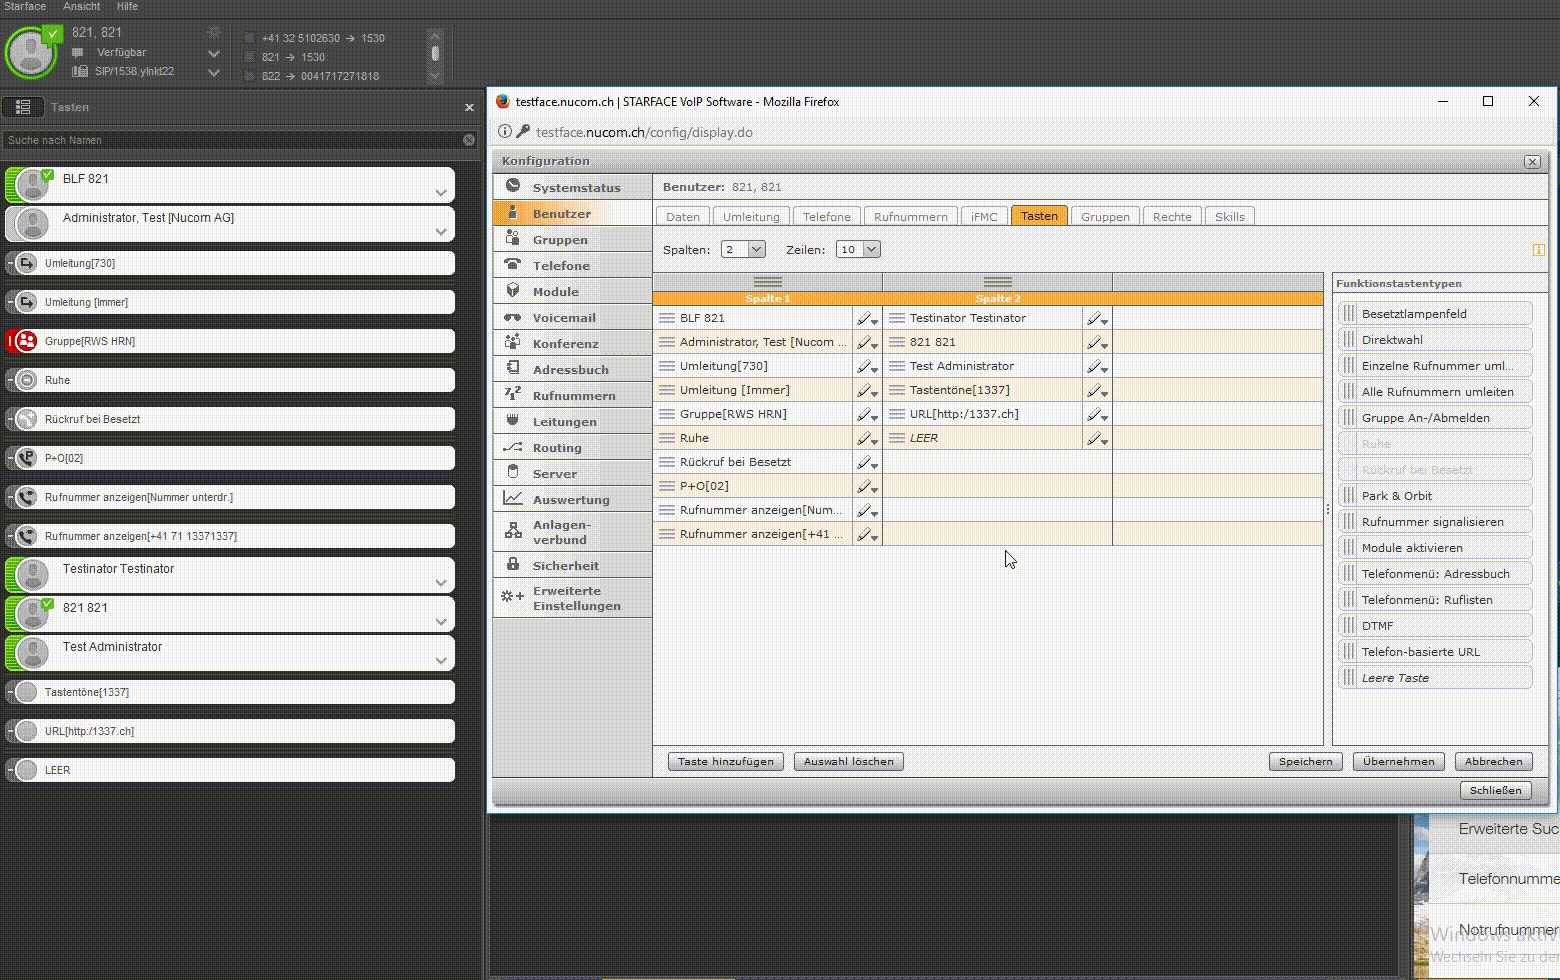 Starface Ansicht Hilfe
821, 821
Verfügbar
SIP/1538.ylnkt22
+41 32 5102630 → 1530
821 → 1530
822 → 0041717271818
Tasten
Suche nach Namen
BLF 821
Administrator, Test [Nucom AG]
Umleitung[730]
Umleitung [Immer]
Gruppe[RWS HRN]
Ruhe
Rückruf bei Besetzt
P+O[02]
Rufnummer anzeigen[Nummer unterdr.]
Rufnummer anzeigen[+41 71 13371337]
Testinator Testinator
821 821
Test Administrator
Tastentöne[1337]
URL[http:/1337.ch]
LEER
testface.nucom.ch | STARFACE VoIP Software - Mozilla Firefox
testface.nucom.ch/config/display.do
Konfiguration
Systemstatus
Benutzer
Gruppen
Telefone
Module
Voicemail
Konferenz
Adressbuch
Rufnummern
Leitungen
Routing
Server
Auswertung
Anlagen-
verbund
Sicherheit
Erweiterte
Einstellungen
Benutzer: 821, 821
Daten Umleitung Telefone Rufnummern iFMC Tasten Gruppen Rechte Skills
Spalten: 2 Zeilen: 10
Spalte 1 Spalte 2
BLF 821 Testinator Testinator
Administrator, Test [Nucom ... 821 821
Umleitung[730] Test Administrator
Umleitung [Immer] Tastentöne[1337]
Gruppe[RWS HRN] URL[http:/1337.ch]
Ruhe LEER
Rückruf bei Besetzt
P+O[02]
Rufnummer anzeigen[Num...
Rufnummer anzeigen[+41 ...
Funktionstastentypen
Besetztlampenfeld
Direktwahl
Einzelne Rufnummer uml...
Alle Rufnummern umleiten
Gruppe An-/Abmelden
Ruhe
Rückruf bei Besetzt
Park & Orbit
Rufnummer signalisieren
Module aktivieren
Telefonmenü: Adressbuch
Telefonmenü: Ruflisten
DTMF
Telefon-basierte URL
Leere Taste
Taste hinzufügen Auswahl löschen Speichern Übernehmen Abbrechen
Schließen
Erweiterte Suc
Telefonnumme
Notrufnummer
Windows aktiv
Wechseln Sie zu der